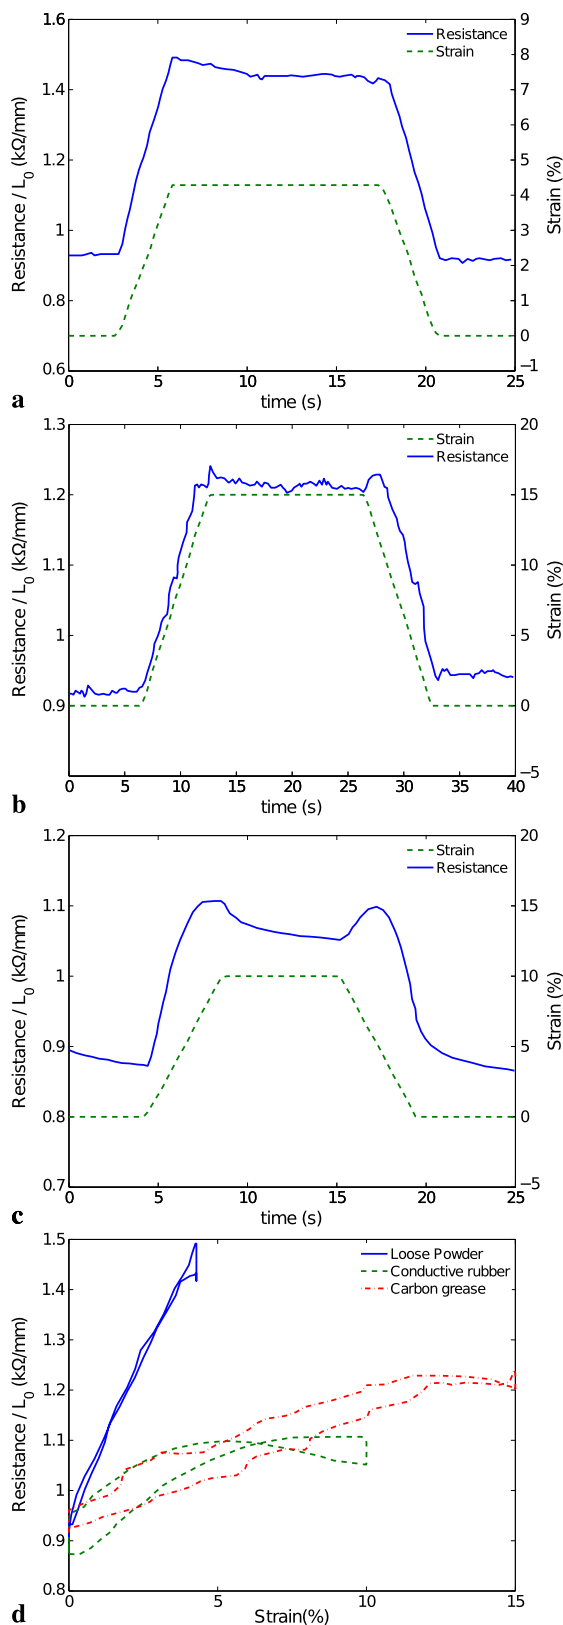 1.6
1.4
1.2
1
0.8
0.6
Resistance / L0 (kΩ/mm)
9
8
7
6
5
4
3
2
1
0
−1
Strain (%)
Resistance
Strain
0 5 10 15 20 25
time (s)
a
1.3
1.2
1.1
1
0.9
Resistance / L0 (kΩ/mm)
20
15
10
5
0
−5
Strain (%)
Strain
Resistance
0 5 10 15 20 25 30 35 40
time (s)
b
1.2
1.1
1
0.9
0.8
0.7
Resistance / L0 (kΩ/mm)
20
15
10
5
0
−5
Strain (%)
Strain
Resistance
0 5 10 15 20 25
time (s)
c
1.5
1.4
1.3
1.2
1.1
1
0.9
0.8
Resistance / L0 (kΩ/mm)
Loose Powder
Conductive rubber
Carbon grease
0 5 10 15
Strain(%)
d